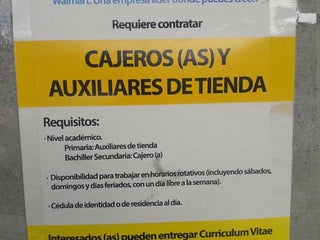 Walmart. Una empresa líder donde puedes crecer
Requiere contratar
CAJEROS (AS) Y
AUXILIARES DE TIENDA
Requisitos:
· Nivel académico.
Primaria: Auxiliares de tienda
Bachiller Secundaria: Cajero (a)
· Disponibilidad para trabajar en horarios rotativos (incluyendo sábados,
domingos y días feriados, con un día libre a la semana).
· Cédula de identidad o de residencia al día.
Interesados (as) pueden entregar Curriculum Vitae